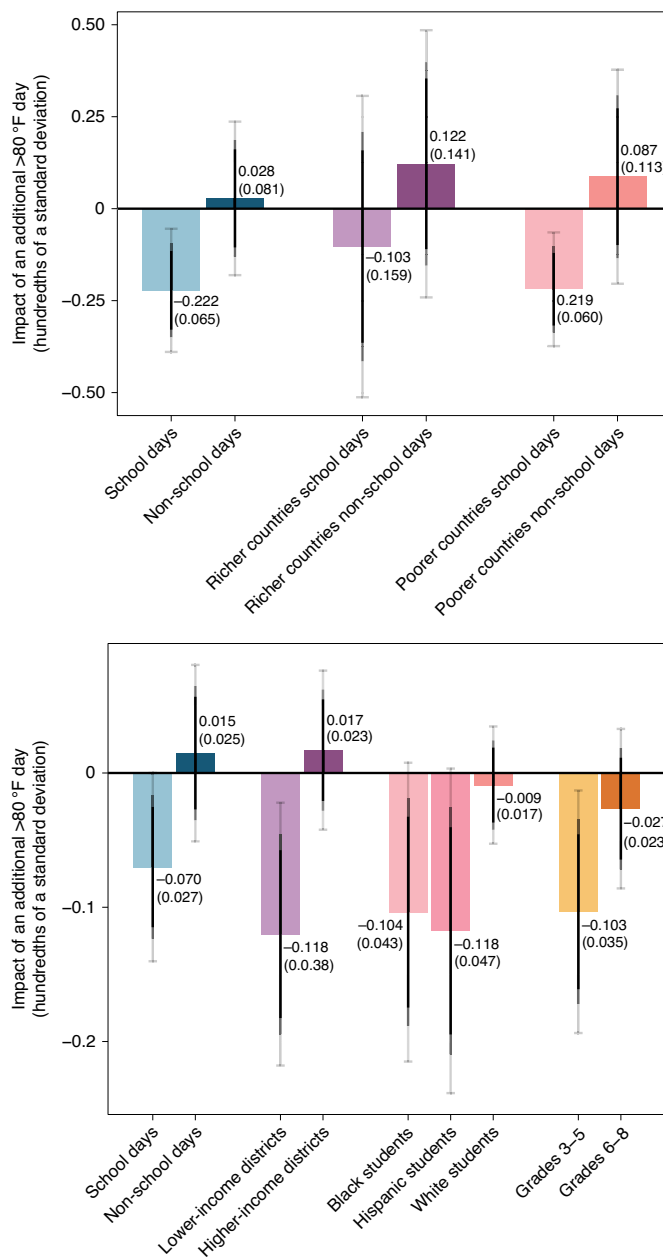 Impact of an additional >80 °F day
(hundredths of a standard deviation)
0.50
0.25
0
−0.25
−0.50
−0.222
(0.065)
0.028
(0.081)
−0.103
(0.159)
0.122
(0.141)
0.219
(0.060)
0.087
(0.113
School days
Non-school days
Richer countries school days
Richer countries non-school days
Poorer countries school days
Poorer countries non-school days
Impact of an additional >80 °F day
(hundredths of a standard deviation)
0
−0.1
−0.2
−0.070
(0.027)
0.015
(0.025)
−0.118
(0.0.38)
0.017
(0.023)
−0.104
(0.043)
−0.118
(0.047)
−0.009
(0.017)
−0.103
(0.035)
−0.027
(0.023
School days
Non-school days
Lower-income districts
Higher-income districts
Black students
Hispanic students
White students
Grades 3–5
Grades 6–8